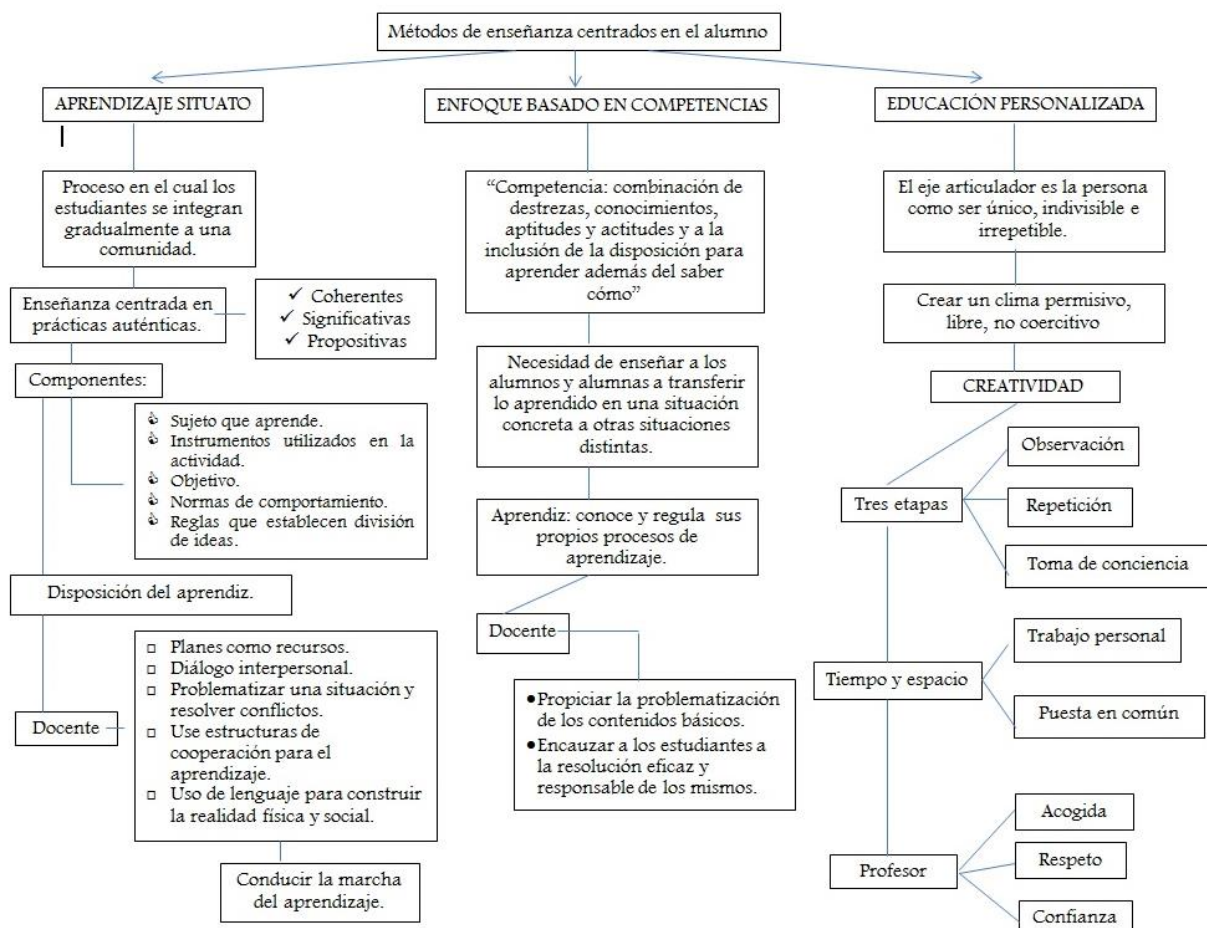 Métodos de enseñanza centrados en el alumno
APRENDIZAJE SITUATO
Proceso en el cual los
estudiantes se integran
gradualmente a una
comunidad.
Enseñanza centrada en
prácticas auténticas.
✓ Coherentes
✓ Significativas
✓ Propositivas
Componentes:
Sujeto que aprende.
Instrumentos utilizados en la
actividad.
Objetivo.
Normas de comportamiento.
Reglas que establecen división
de ideas.
Disposición del aprendiz.
Docente
□ Planes como recursos.
□ Diálogo interpersonal.
□ Problematizar una situación y
resolver conflictos.
□ Use estructuras de
cooperación para el
aprendizaje.
□ Uso de lenguaje para construir
la realidad física y social.
Conducir la marcha
del aprendizaje.
ENFOQUE BASADO EN COMPETENCIAS
“Competencia: combinación de
destrezas, conocimientos,
aptitudes y actitudes y a la
inclusión de la disposición para
aprender además del saber
cómo”
Necesidad de enseñar a los
alumnos y alumnas a transferir
lo aprendido en una situación
concreta a otras situaciones
distintas.
Aprendiz: conoce y regula sus
propios procesos de
aprendizaje.
Docente
•Propiciar la problematización
de los contenidos básicos.
•Encauzar a los estudiantes a
la resolución eficaz y
responsable de los mismos.
EDUCACIÓN PERSONALIZADA
El eje articulador es la persona
como ser único, indivisible e
irrepetible.
Crear un clima permisivo,
libre, no coercitivo
CREATIVIDAD
Tres etapas
Observación
Repetición
Toma de conciencia
Tiempo y espacio
Trabajo personal
Puesta en común
Profesor
Acogida
Respeto
Confianza